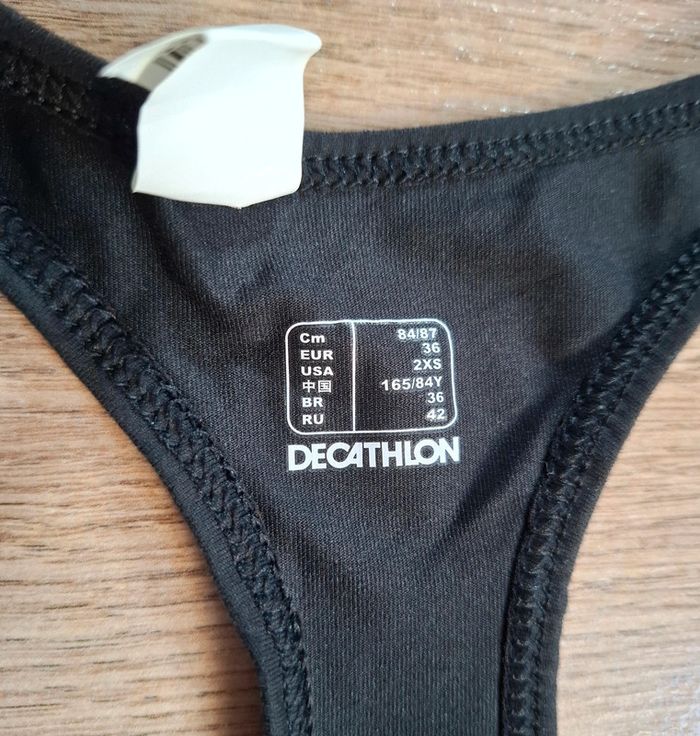 Cm 84/87
EUR 36
USA 2XS
中国 165/84Y
BR 36
RU 42
DECATHLON